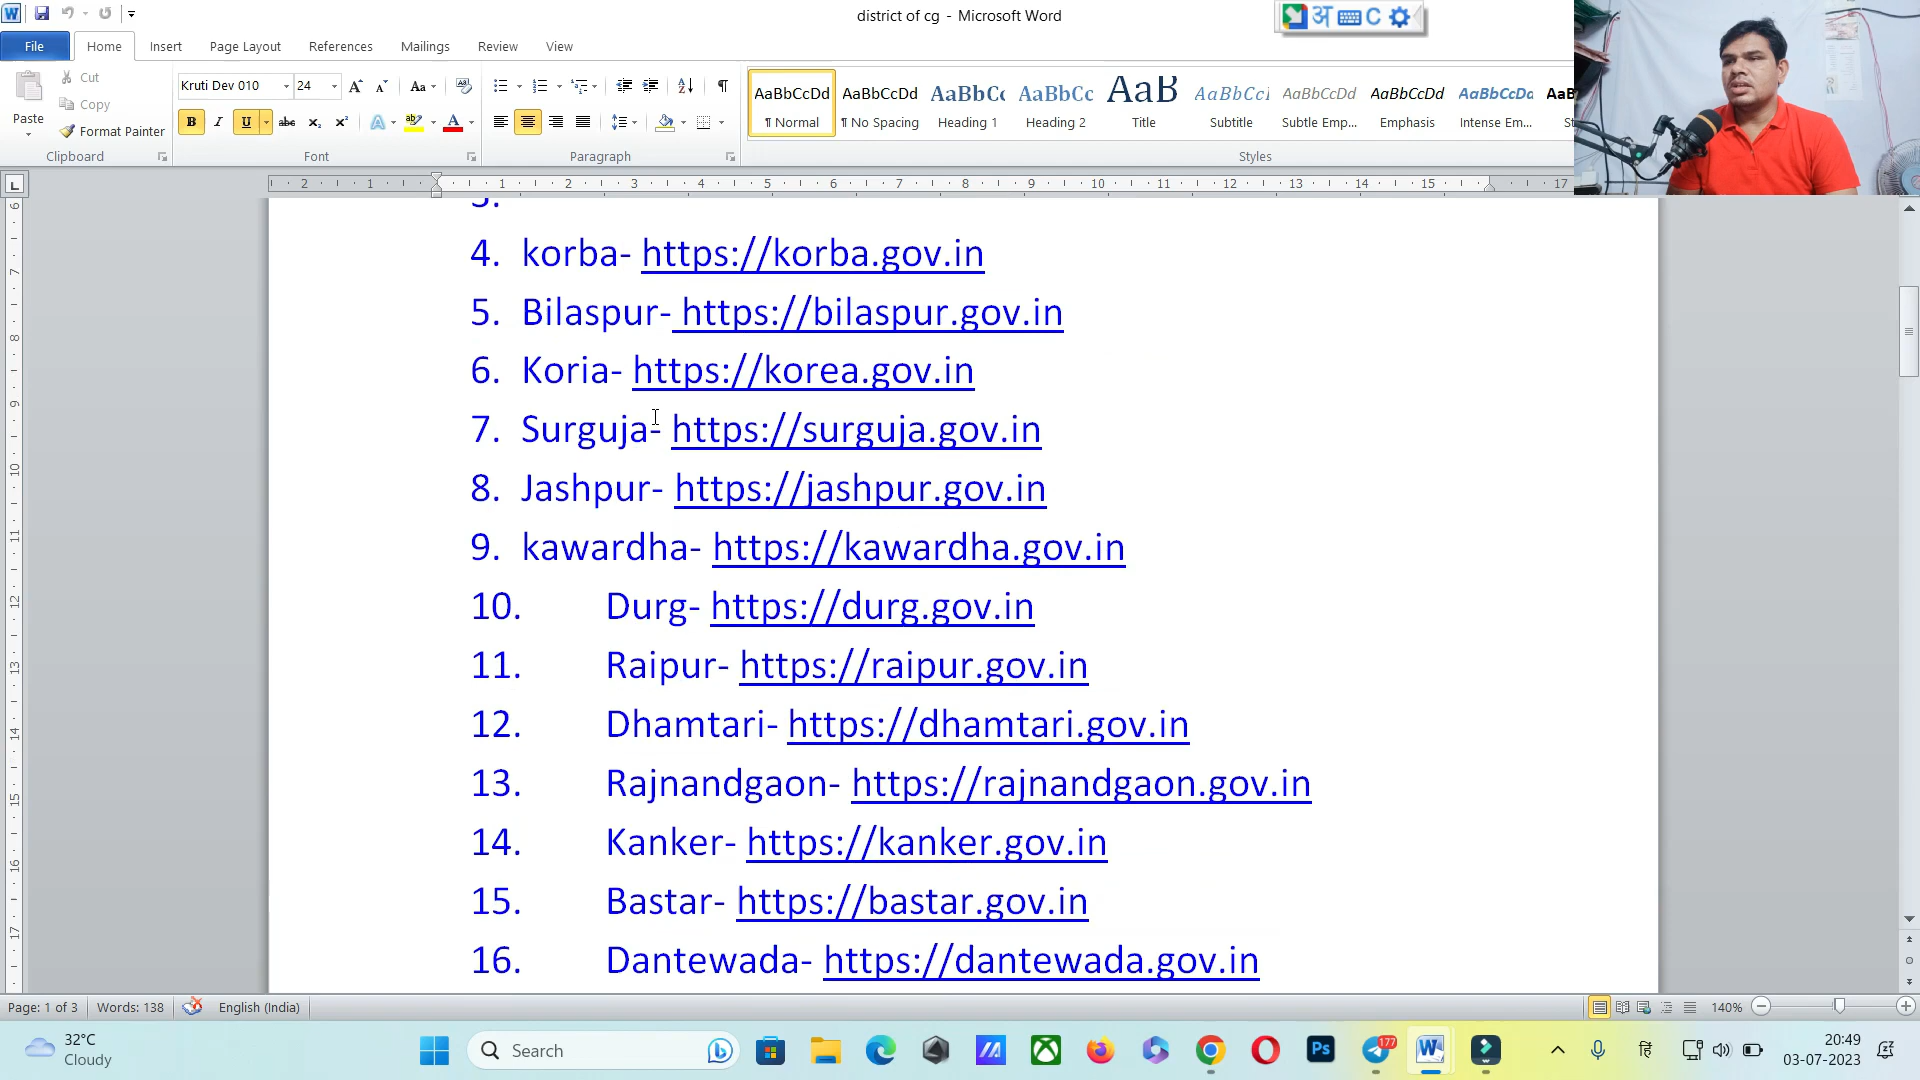 district of cg - Microsoft Word
अ C
File Home Insert Page Layout References Mailings Review View
Paste Cut Copy Format Painter
Kruti Dev 010 24
AaBbCcDd AaBbCcDd AaBbCc AaBbCc AaB AaBbCcI AaBbCcDd AaBbCcDd AaBbCcDd
¶ Normal ¶ No Spacing Heading 1 Heading 2 Title Subtitle Subtle Emp... Emphasis Intense Em...
Clipboard Font Paragraph Styles
3.
4. korba- https://korba.gov.in
5. Bilaspur- https://bilaspur.gov.in
6. Koria- https://korea.gov.in
7. Surguja- https://surguja.gov.in
8. Jashpur- https://jashpur.gov.in
9. kawardha- https://kawardha.gov.in
10. Durg- https://durg.gov.in
11. Raipur- https://raipur.gov.in
12. Dhamtari- https://dhamtari.gov.in
13. Rajnandgaon- https://rajnandgaon.gov.in
14. Kanker- https://kanker.gov.in
15. Bastar- https://bastar.gov.in
16. Dantewada- https://dantewada.gov.in
Page: 1 of 3 Words: 138 English (India) 140%
32°C
Cloudy
Search
Ps
177
हि
20:49
03-07-2023